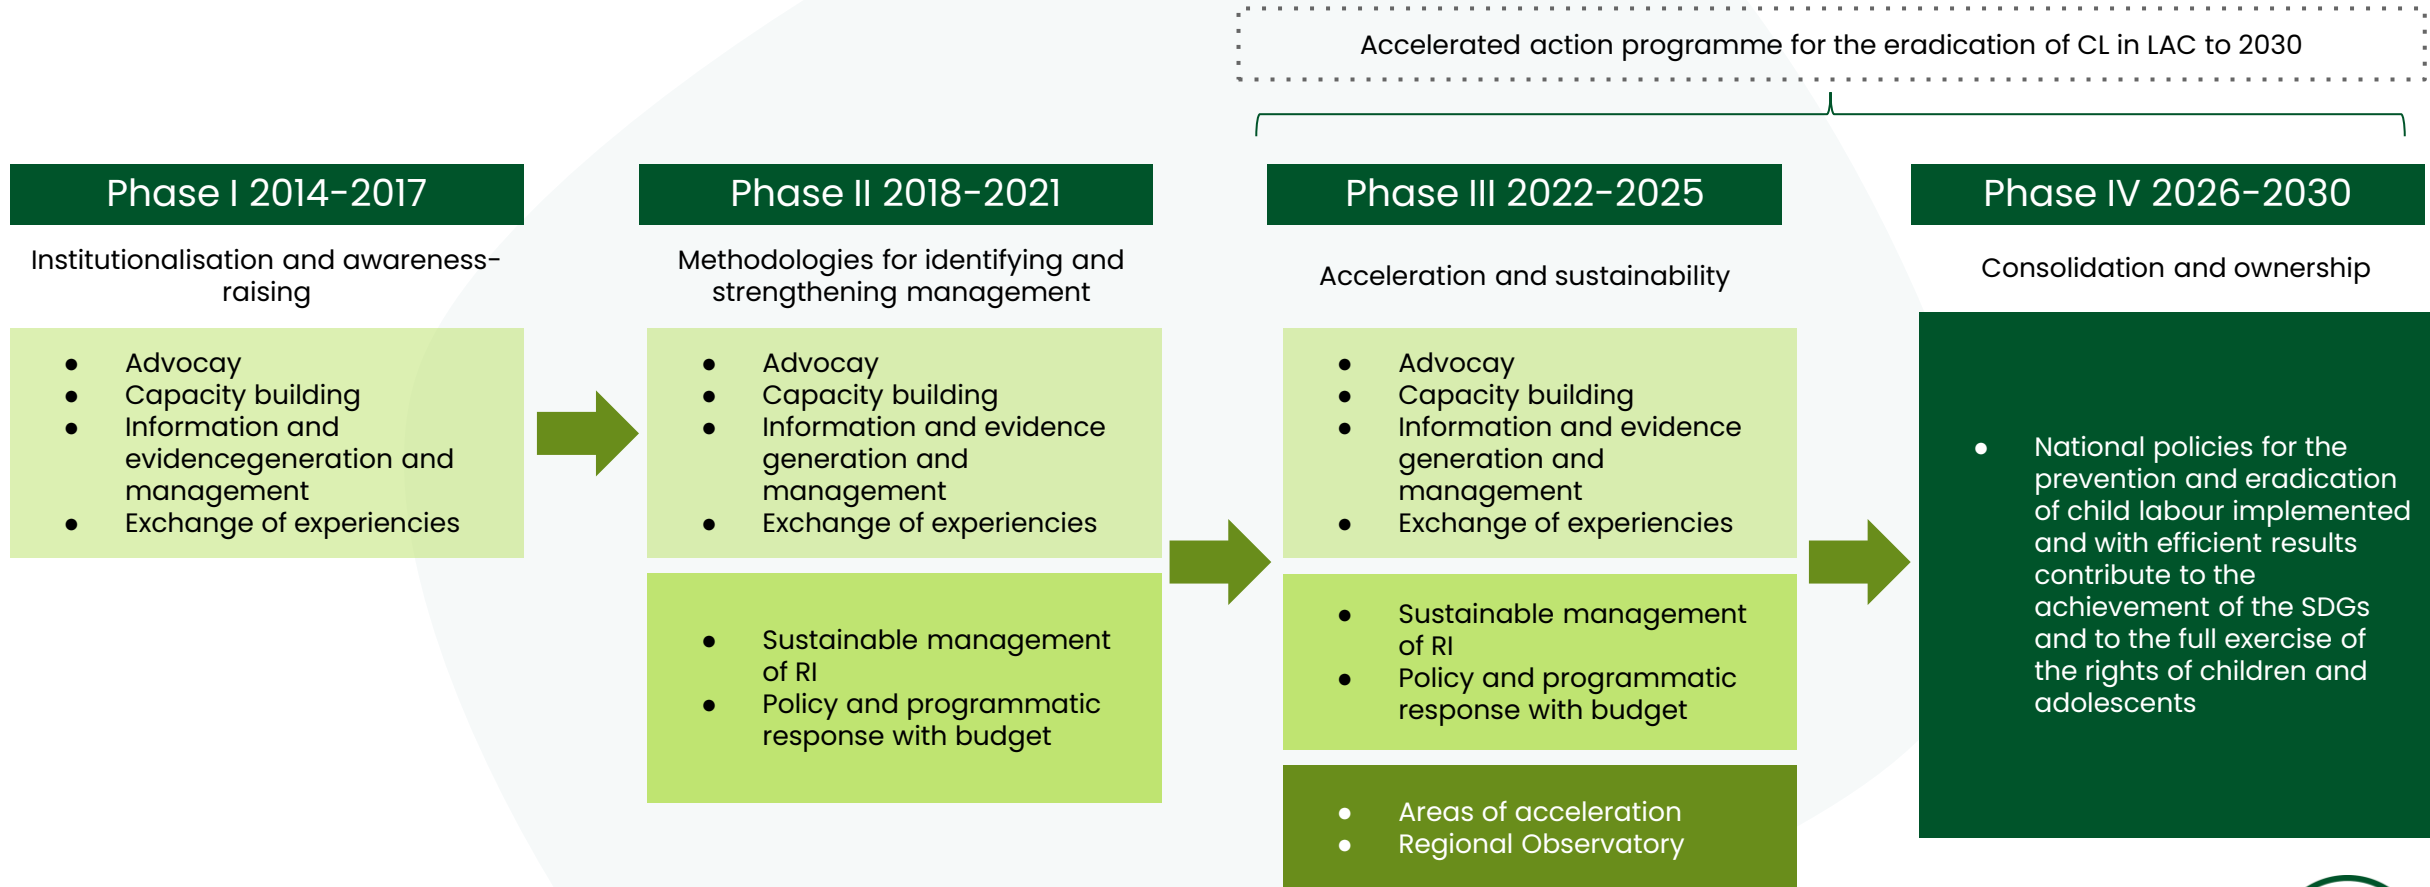 Accelerated action programme for the eradication of CL in LAC to 2030
Phase I 2014-2017
Institutionalisation and awareness-
raising
● Advocay
● Capacity building
● Information and
evidencegeneration and
management
● Exchange of experiencies
Phase II 2018-2021
Methodologies for identifying and
strengthening management
● Advocay
● Capacity building
● Information and evidence
generation and
management
● Exchange of experiencies
● Sustainable management
of RI
● Policy and programmatic
response with budget
Phase III 2022-2025
Acceleration and sustainability
● Advocay
● Capacity building
● Information and evidence
generation and
management
● Exchange of experiencies
● Sustainable management
of RI
● Policy and programmatic
response with budget
● Areas of acceleration
● Regional Observatory
Phase IV 2026-2030
Consolidation and ownership
● National policies for the
prevention and eradication
of child labour implemented
and with efficient results
contribute to the
achievement of the SDGs
and to the full exercise of
the rights of children and
adolescents